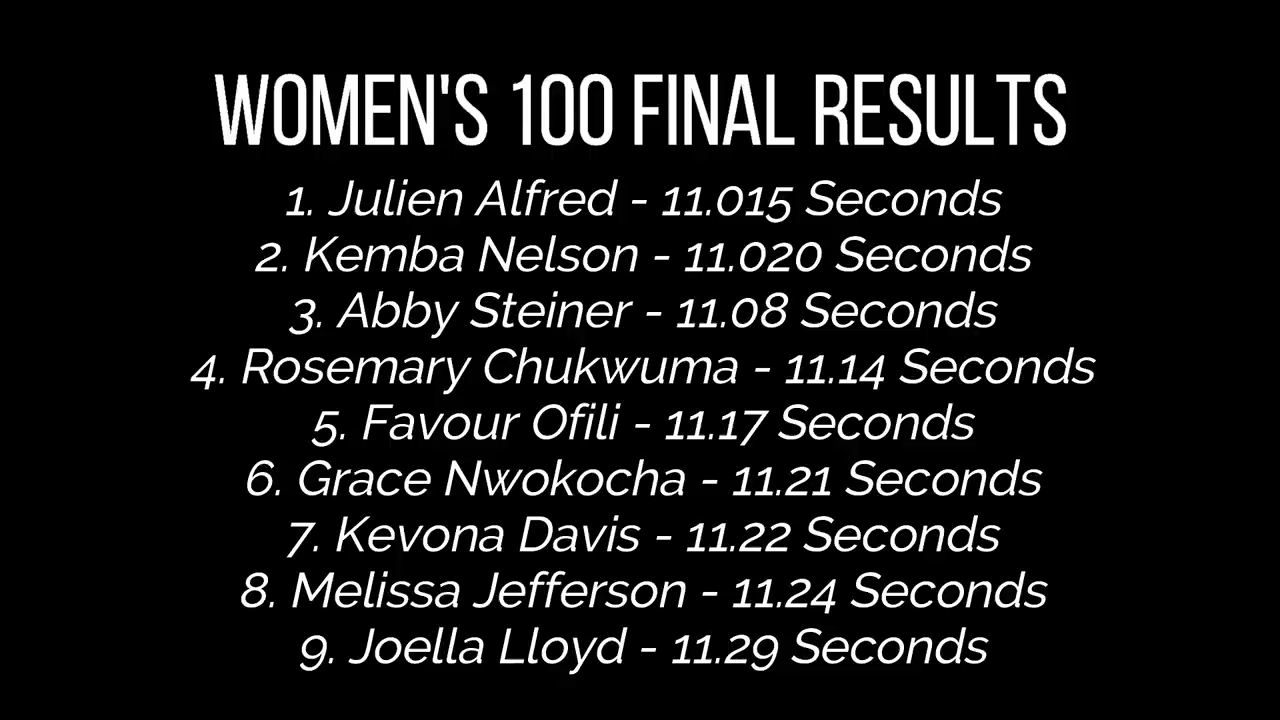 WOMEN'S 100 FINAL RESULTS
1. Julien Alfred - 11.015 Seconds
2. Kemba Nelson - 11.020 Seconds
3. Abby Steiner - 11.08 Seconds
4. Rosemary Chukwuma - 11.14 Seconds
5. Favour Ofili - 11.17 Seconds
6. Grace Nwokocha - 11.21 Seconds
7. Kevona Davis - 11.22 Seconds
8. Melissa Jefferson - 11.24 Seconds
9. Joella Lloyd - 11.29 Seconds